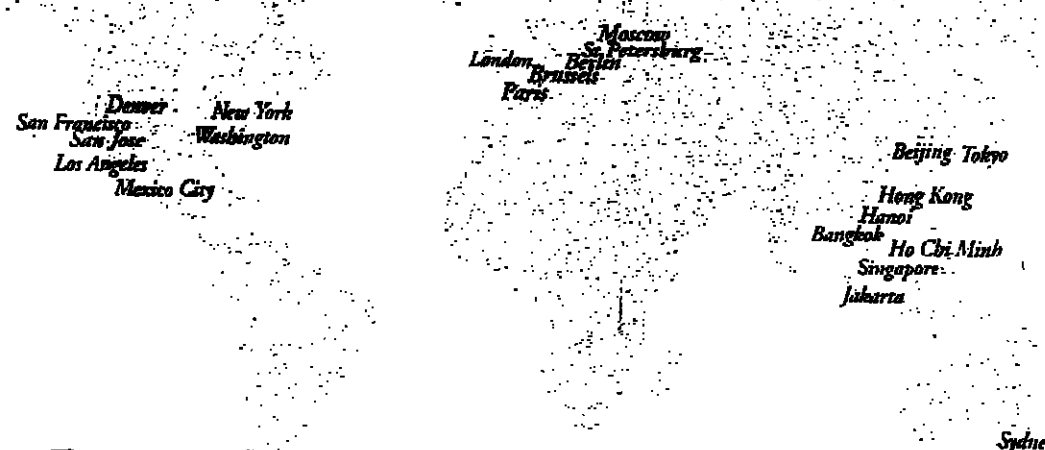 Moscow
St. Petersburg
London
Berlin
Brussels
Paris
Denver
New York
San Francisco
San Jose
Washington
Los Angeles
Mexico City
Beijing Tokyo
Hong Kong
Hanoi
Bangkok
Ho Chi Minh
Singapore
Jakarta
Sydne